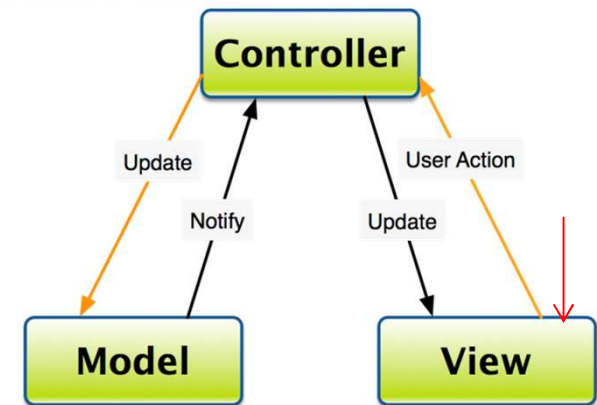 Controller
Update
User Action
Notify
Update
Model
View